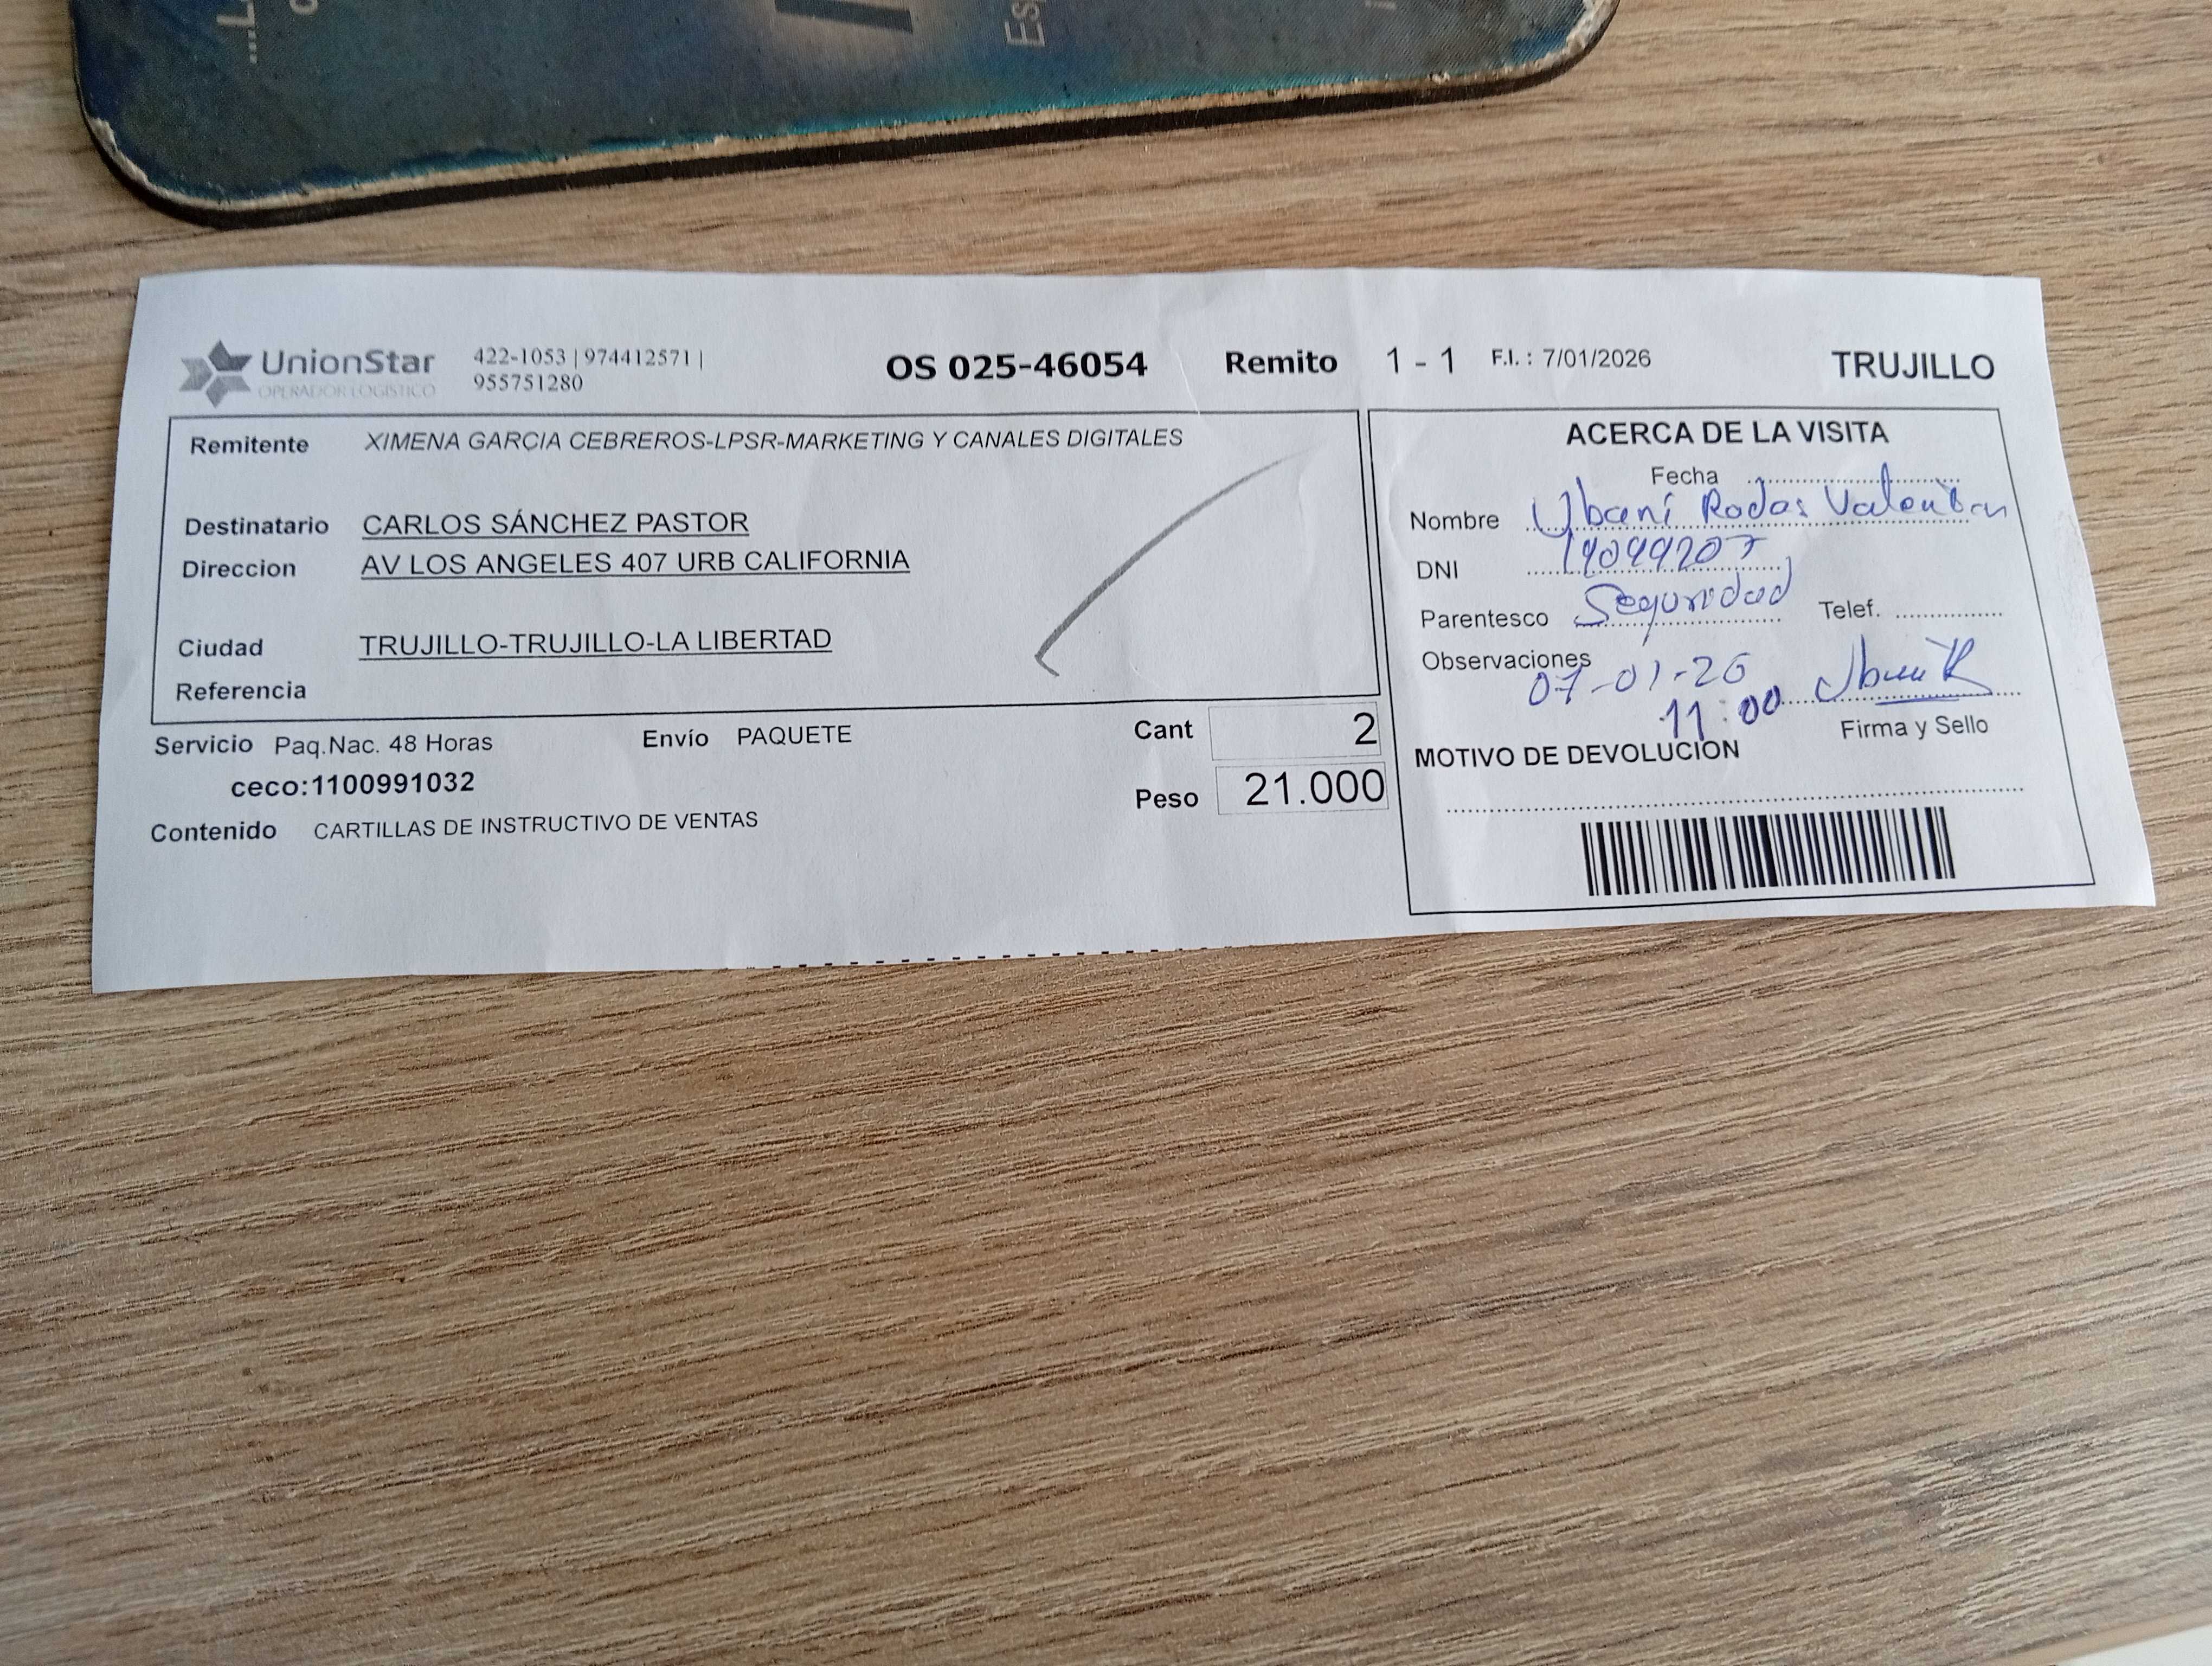 ...L
Es
UnionStar
OPERADOR LOGISTICO
422-1053 | 974412571 |
955751280
OS 025-46054
Remito 1 - 1
F.I. : 7/01/2026
TRUJILLO
Remitente XIMENA GARCIA CEBREROS-LPSR-MARKETING Y CANALES DIGITALES
Destinatario CARLOS SÁNCHEZ PASTOR
Direccion AV LOS ANGELES 407 URB CALIFORNIA
Ciudad TRUJILLO-TRUJILLO-LA LIBERTAD
Referencia
Servicio Paq.Nac. 48 Horas
Envío PAQUETE
Cant 2
ceco:1100991032
Peso 21.000
Contenido CARTILLAS DE INSTRUCTIVO DE VENTAS
ACERCA DE LA VISITA
Fecha
Nombre Ubani Rodas
DNI
Parentesco Seguridad Telef.
Observaciones
07-01-26
11:00
Firma y Sello
MOTIVO DE DEVOLUCION